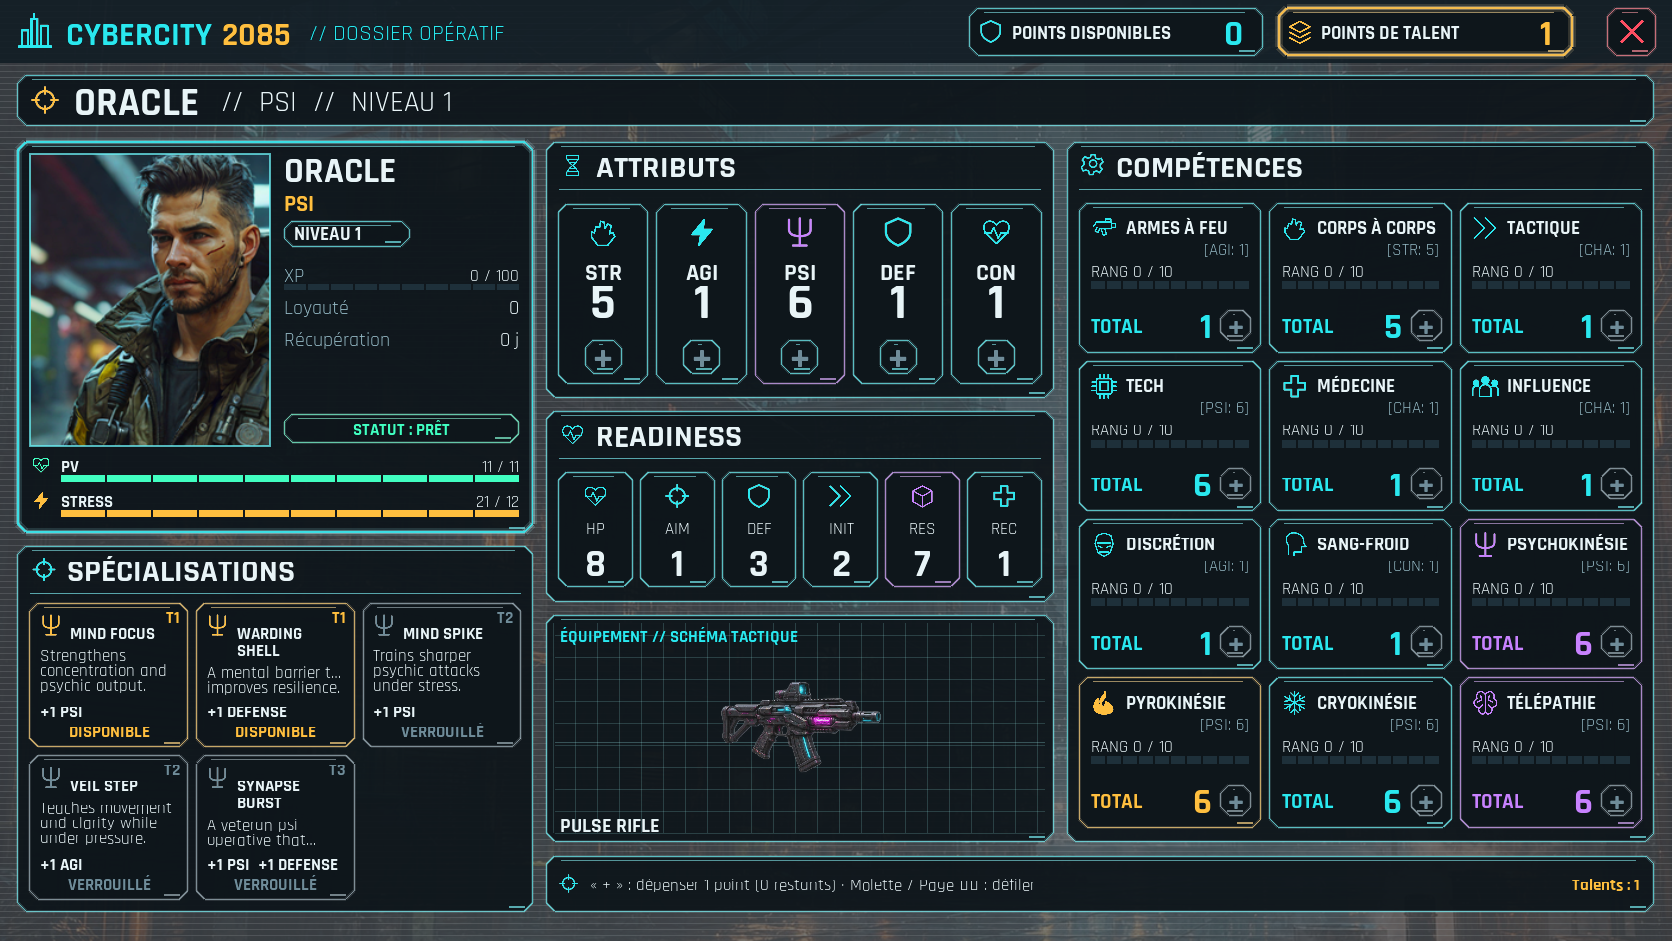 CYBERCITY 2085 // DOSSIER OPÉRATIF
POINTS DISPONIBLES 0
POINTS DE TALENT 1
ORACLE // PSI // NIVEAU 1
ORACLE
PSI
NIVEAU 1
XP 0 / 100
Loyauté 0
Récupération 0 j
STATUT : PRÊT
PV 11 / 11
STRESS 21 / 12
SPÉCIALISATIONS
T1
MIND FOCUS
Strengthens
concentration and
psychic output.
+1 PSI
DISPONIBLE
T1
WARDING
SHELL
A mental barrier t...
improves resilience.
+1 DEFENSE
DISPONIBLE
T2
MIND SPIKE
Trains sharper
psychic attacks
under stress.
+1 PSI
VERROUILLÉ
T2
VEIL STEP
Teaches movement
and clarity while
under pressure.
+1 AGI
VERROUILLÉ
T3
SYNAPSE
BURST
A veteran psi
operative that...
+1 PSI +1 DEFENSE
VERROUILLÉ
ATTRIBUTS
STR
5
+
AGI
1
+
PSI
6
+
DEF
1
+
CON
1
+
READINESS
HP
8
AIM
1
DEF
3
INIT
2
RES
7
REC
1
ÉQUIPEMENT // SCHÉMA TACTIQUE
PULSE RIFLE
COMPÉTENCES
ARMES À FEU
[AGI: 1]
RANG 0 / 10
TOTAL 1 +
CORPS À CORPS
[STR: 5]
RANG 0 / 10
TOTAL 5 +
TACTIQUE
[CHA: 1]
RANG 0 / 10
TOTAL 1 +
TECH
[PSI: 6]
RANG 0 / 10
TOTAL 6 +
MÉDECINE
[CHA: 1]
RANG 0 / 10
TOTAL 1 +
INFLUENCE
[CHA: 1]
RANG 0 / 10
TOTAL 1 +
DISCRÉTION
[AGI: 1]
RANG 0 / 10
TOTAL 1 +
SANG-FROID
[CON: 1]
RANG 0 / 10
TOTAL 1 +
PSYCHOKINÉSIE
[PSI: 6]
RANG 0 / 10
TOTAL 6 +
PYROKINÉSIE
[PSI: 6]
RANG 0 / 10
TOTAL 6 +
CRYOKINÉSIE
[PSI: 6]
RANG 0 / 10
TOTAL 6 +
TÉLÉPATHIE
[PSI: 6]
RANG 0 / 10
TOTAL 6 +
« + » : dépenser 1 point (0 restants) · Molette / Page : défiler
Talents : 1